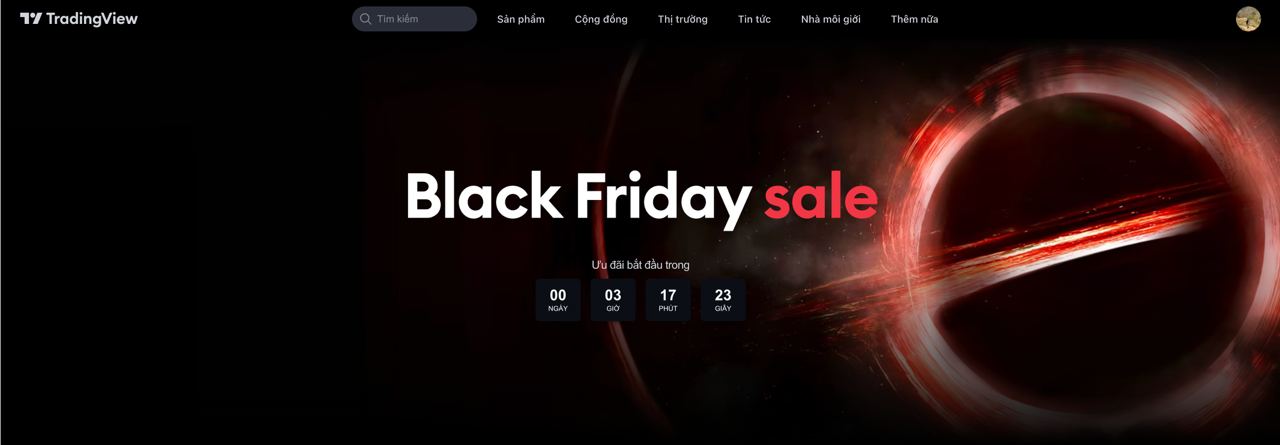 TradingView
Tìm kiếm
Sản phẩm
Cộng đồng
Thị trường
Tin tức
Nhà môi giới
Thêm nữa
Black Friday sale
Ưu đãi bắt đầu trong
00 03 17 23
NGÀY GIỜ PHÚT GIÂY